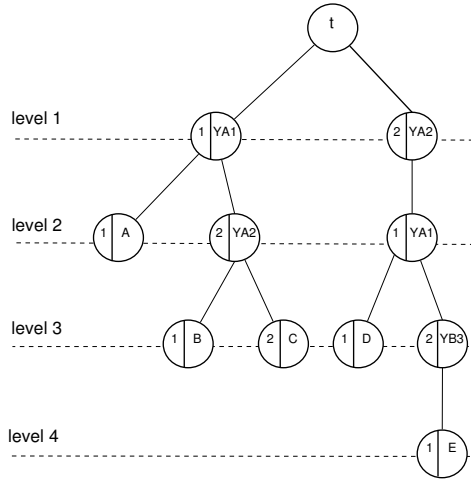 t
level 1
1 YA1
2 YA2
level 2
1 A
2 YA2
1 YA1
level 3
1 B
2 C
1 D
2 YB3
level 4
1 E